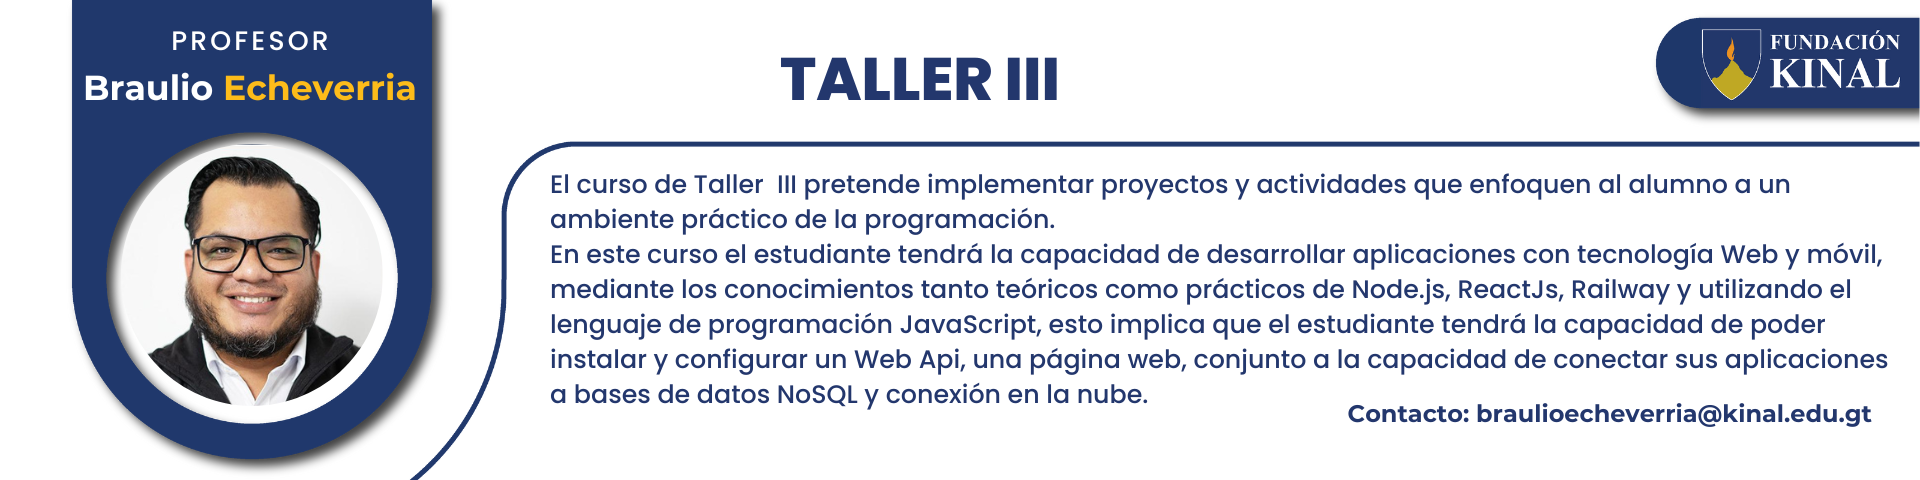 PROFESOR
Braulio Echeverria
TALLER III
FUNDACIÓN
KINAL
El curso de Taller  III pretende implementar proyectos y actividades que enfoquen al alumno a un
ambiente práctico de la programación.
En este curso el estudiante tendrá la capacidad de desarrollar aplicaciones con tecnología Web y móvil,
mediante los conocimientos tanto teóricos como prácticos de Node.js, ReactJs, Railway y utilizando el
lenguaje de programación JavaScript, esto implica que el estudiante tendrá la capacidad de poder
instalar y configurar un Web Api, una página web, conjunto a la capacidad de conectar sus aplicaciones
a bases de datos NoSQL y conexión en la nube.
Contacto: braulioecheverria@kinal.edu.gt